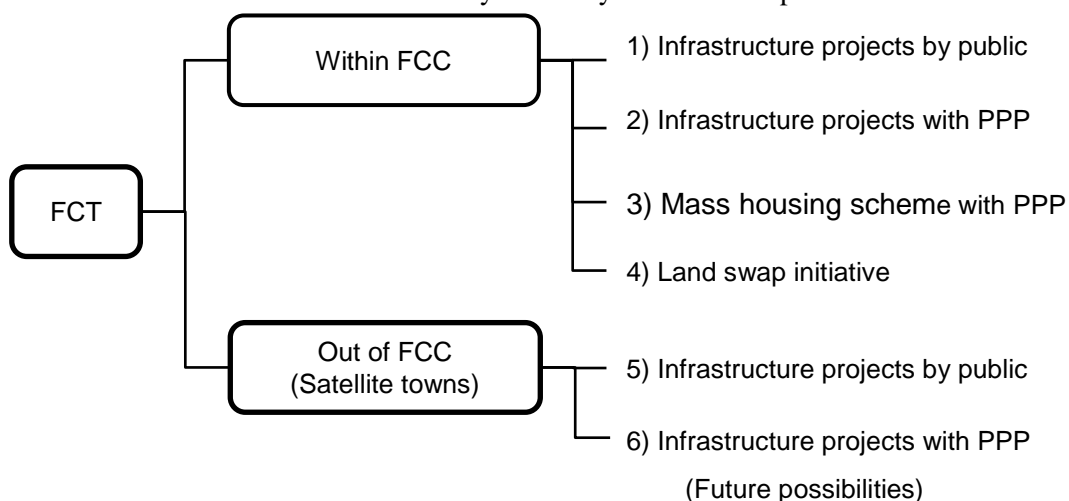 Within FCC
1) Infrastructure projects by public
2) Infrastructure projects with PPP
FCT
3) Mass housing scheme with PPP
4) Land swap initiative
Out of FCC
(Satellite towns)
5) Infrastructure projects by public
6) Infrastructure projects with PPP
(Future possibilities)